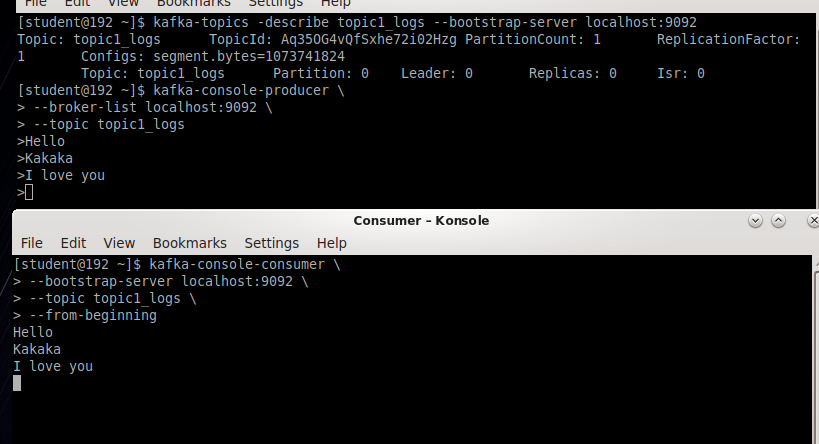 File Edit View Bookmarks Settings Help
[student@192 ~]$ kafka-topics -describe topic1_logs --bootstrap-server localhost:9092
Topic: topic1_logs TopicId: Aq35OG4vQfSxhe72i02Hzg PartitionCount: 1 ReplicationFactor:
1 Configs: segment.bytes=1073741824
Topic: topic1_logs Partition: 0 Leader: 0 Replicas: 0 Isr: 0
[student@192 ~]$ kafka-console-producer \
> --broker-list localhost:9092 \
> --topic topic1_logs
>Hello
>Kakaka
>I love you
>
Consumer – Konsole
File Edit View Bookmarks Settings Help
[student@192 ~]$ kafka-console-consumer \
> --bootstrap-server localhost:9092 \
> --topic topic1_logs \
> --from-beginning
Hello
Kakaka
I love you